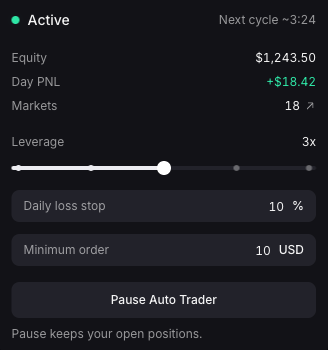 Active Next cycle ~3:24
Equity $1,243.50
Day PNL +$18.42
Markets 18 ↗
Leverage 3x
Daily loss stop 10 %
Minimum order 10 USD
Pause Auto Trader
Pause keeps your open positions.